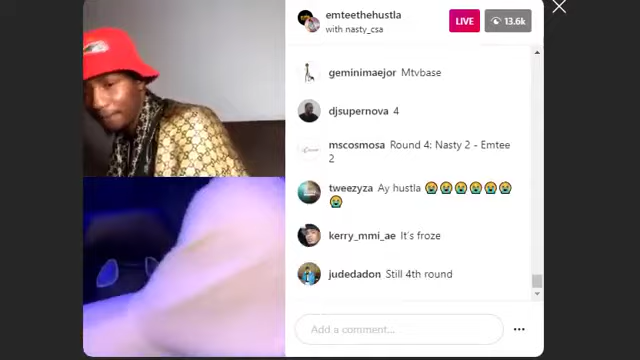 emteethehustla
with nasty_csa
LIVE
13.6k
geminimaejor Mtvbase
djsupernova 4
mscosmosa Round 4: Nasty 2 - Emtee
2
tweezyza Ay hustla 😭😭😭😭😭😭
😭
kerry_mmi_ae It's froze
judedadon Still 4th round
Add a comment...